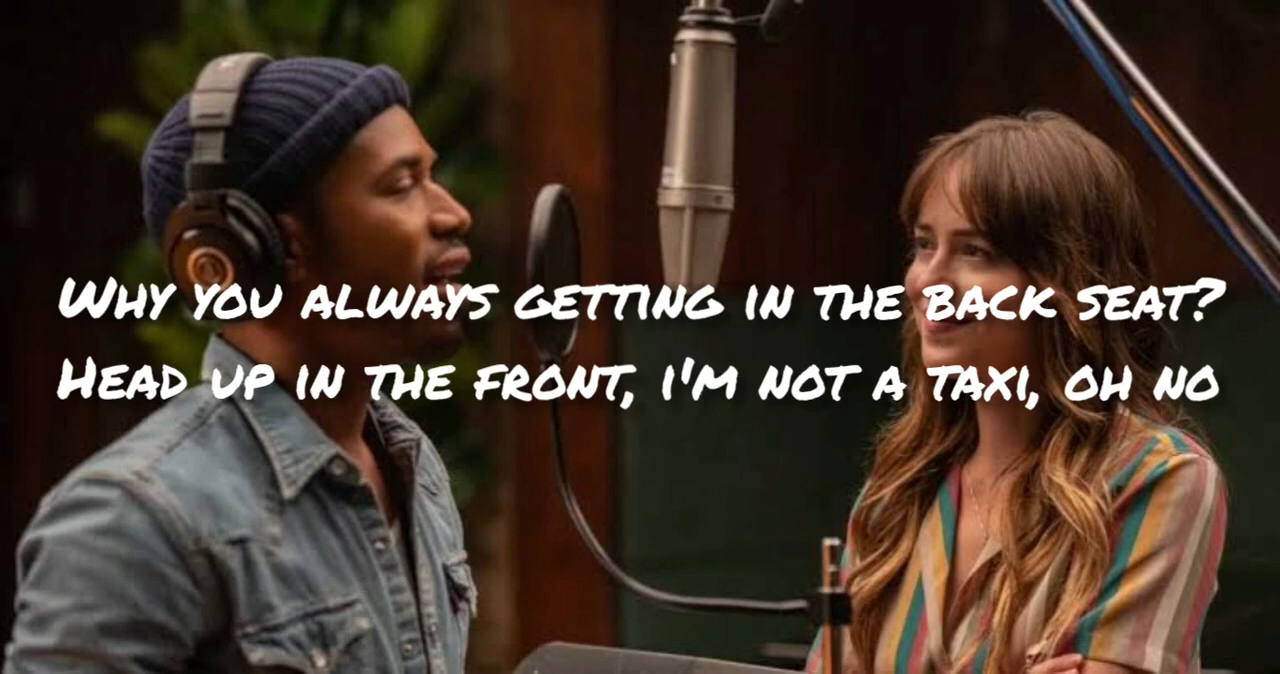 Why you always getting in the back seat?
Head up in the front, i'm not a taxi, oh no